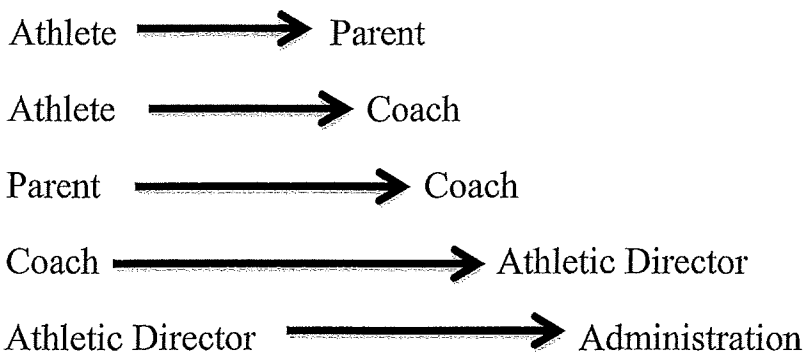 Athlete Parent
Athlete Coach
Parent Coach
Coach Athletic Director
Athletic Director Administration